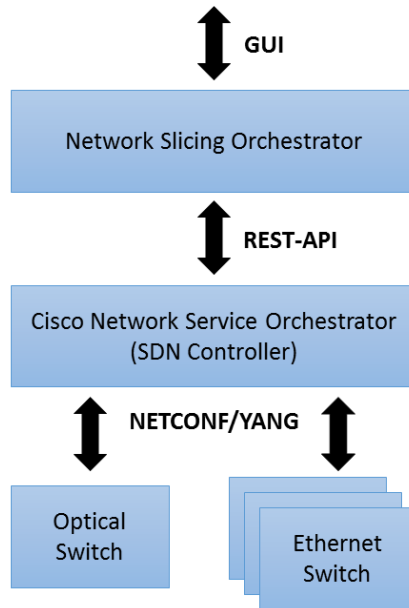 GUI
Network Slicing Orchestrator
REST-API
Cisco Network Service Orchestrator
(SDN Controller)
NETCONF/YANG
Optical
Switch
Ethernet
Switch